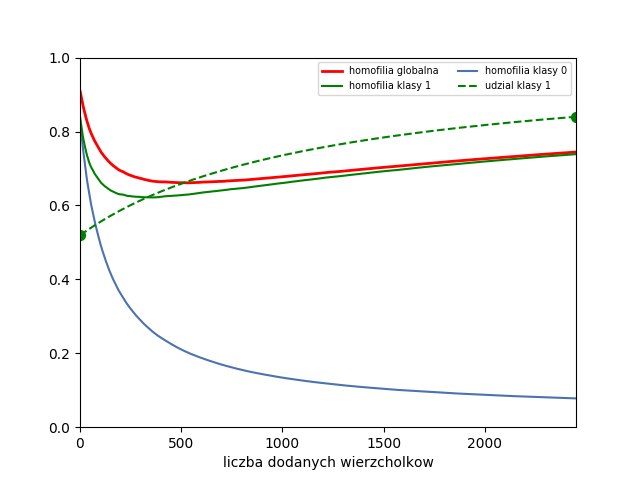 1.0
0.8
0.6
0.4
0.2
0.0
homofilia globalna
homofilia klasy 1
homofilia klasy 0
udzial klasy 1
0 500 1000 1500 2000
liczba dodanych wierzcholkow